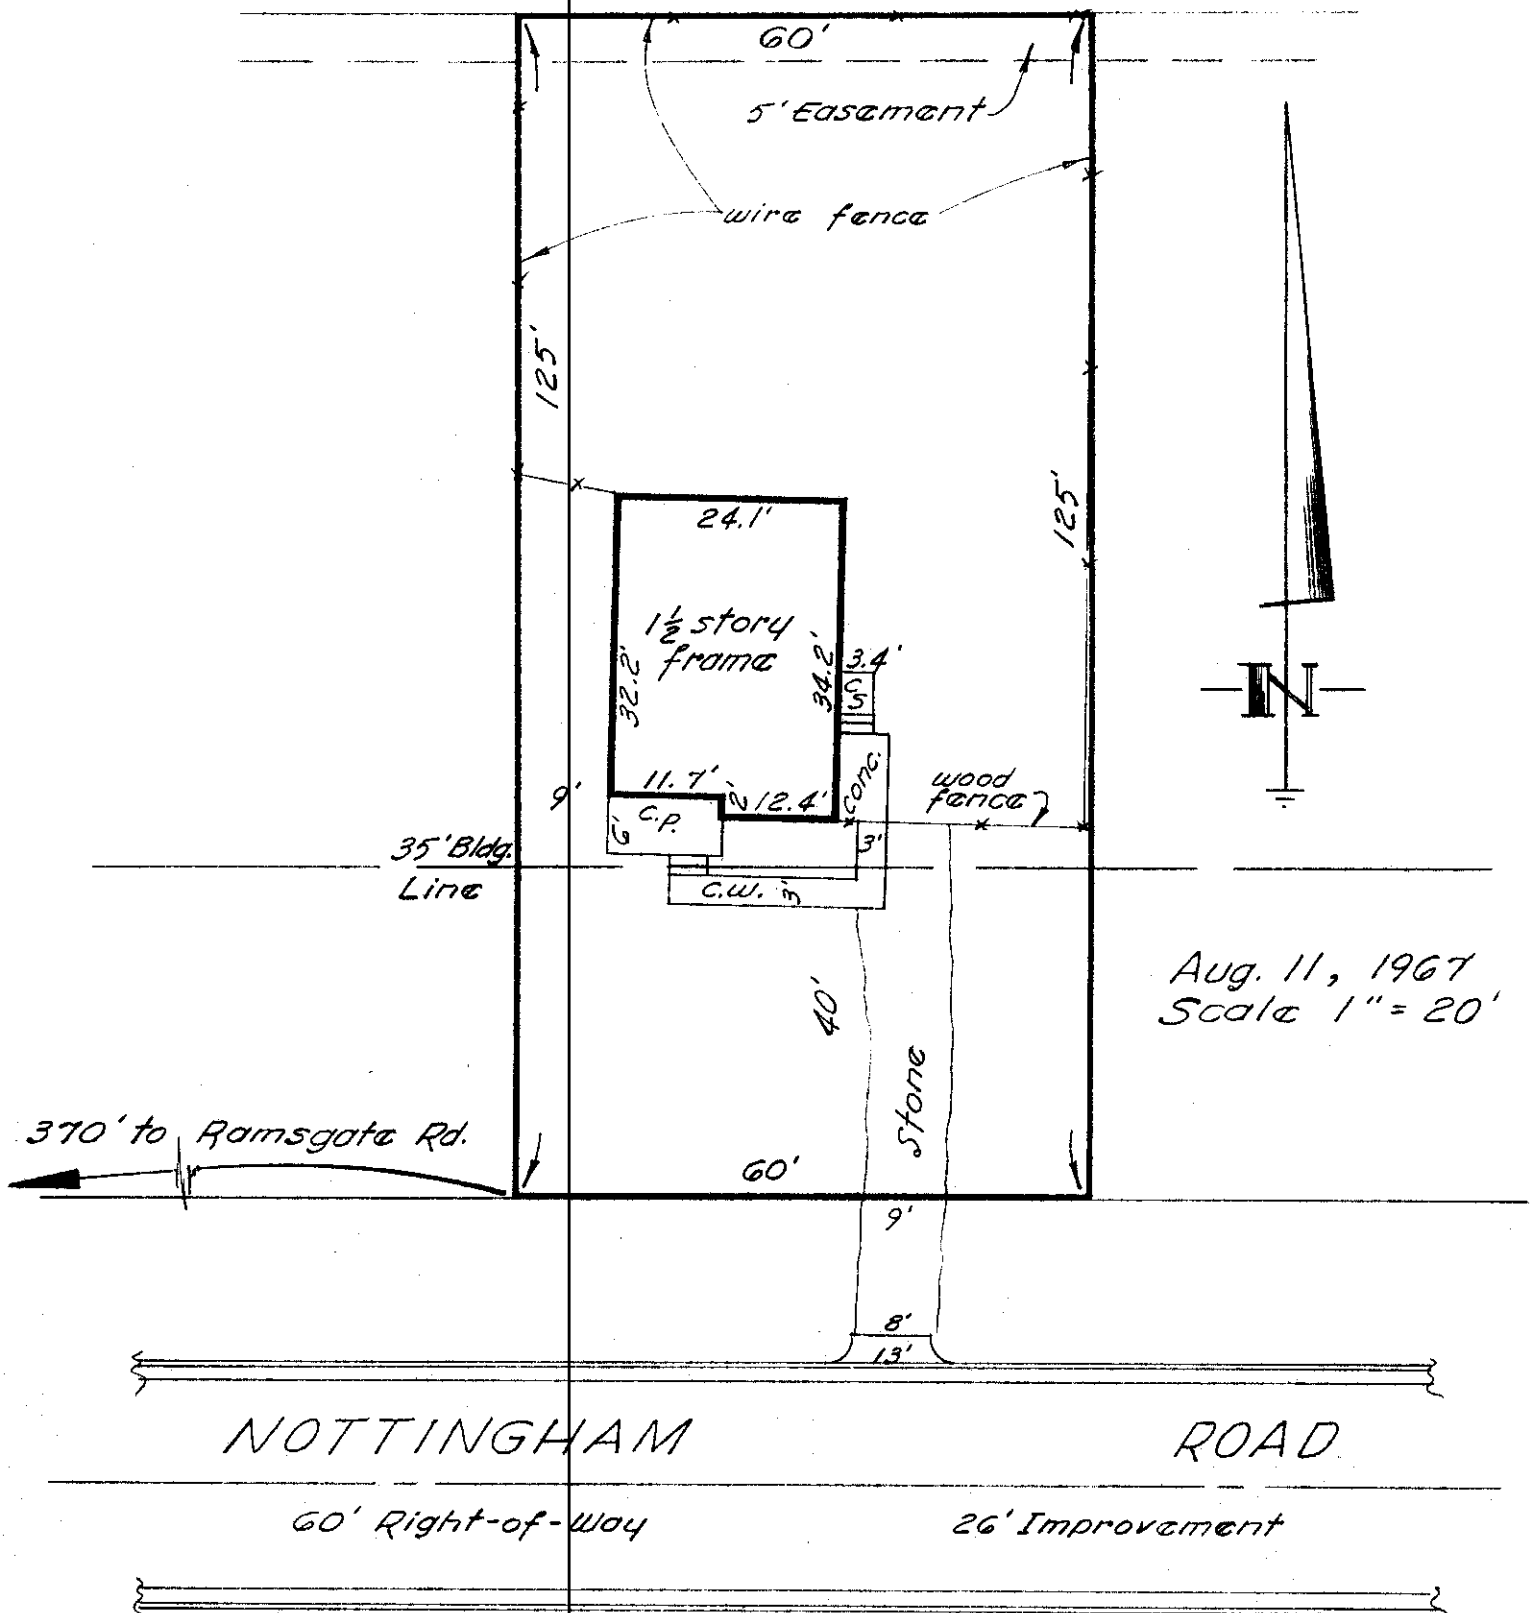 60'
5' Easement
wire fence
125'
125'
24.1'
1½ story
frame
32.2'
34.2'
3.4'
CS
11.7'
2'
12.4'
conc.
wood
fence
9'
C.P.
6'
3'
35' Bldg.
Line
C.W. 3'
N
40'
Aug. 11, 1967
Scale 1" = 20'
Stone
370' to Ramsgate Rd.
60'
9'
8'
13'
NOTTINGHAM ROAD
60' Right-of-Way 26' Improvement